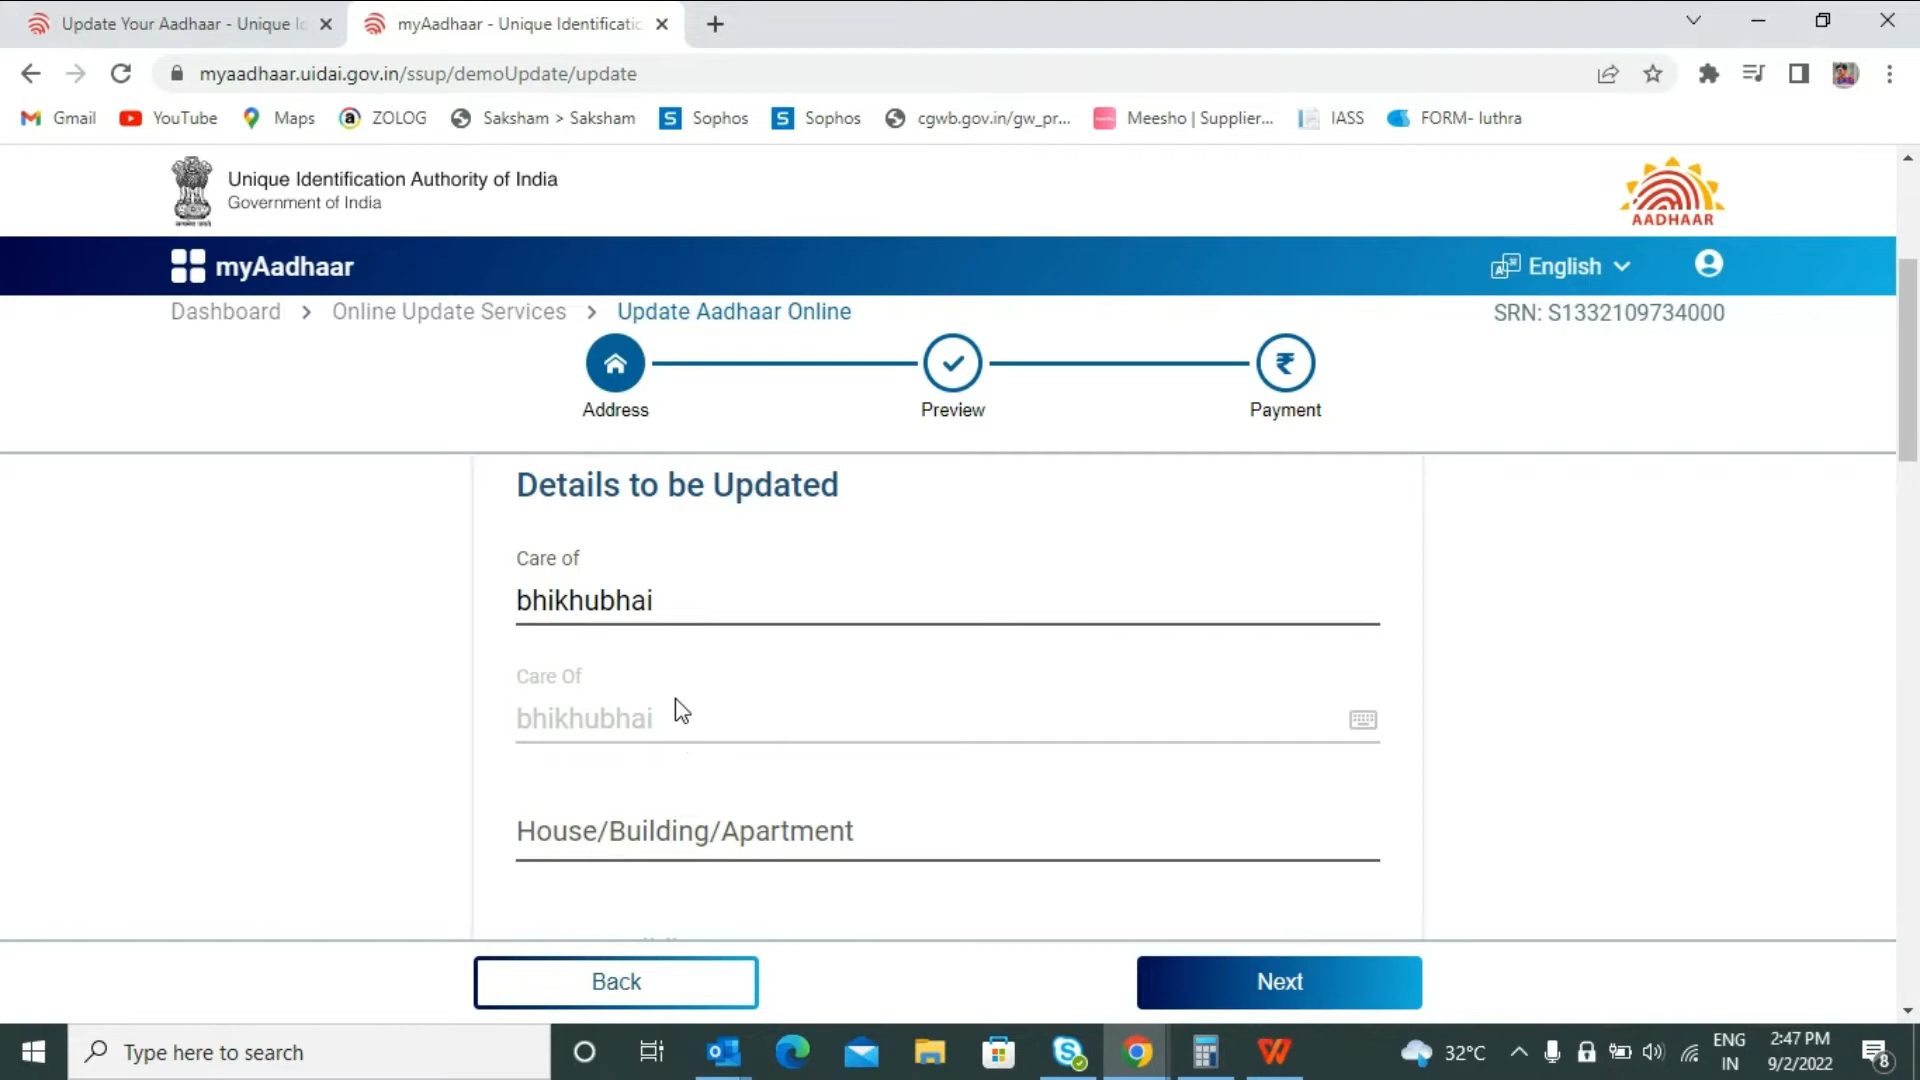 Update Your Aadhaar - Unique Id
myAadhaar - Unique Identificatic
myaadhaar.uidai.gov.in/ssup/demoUpdate/update
Gmail
YouTube
Maps
ZOLOG
Saksham > Saksham
Sophos
Sophos
cgwb.gov.in/gw_pr...
Meesho | Supplier...
IASS
FORM- luthra
Unique Identification Authority of India
Government of India
AADHAAR
myAadhaar
English
Dashboard > Online Update Services > Update Aadhaar Online
SRN: S1332109734000
Address
Preview
Payment
Details to be Updated
Care of
bhikhubhai
Care Of
bhikhubhai
House/Building/Apartment
Back
Next
Type here to search
32°C
ENG
IN
2:47 PM
9/2/2022
8